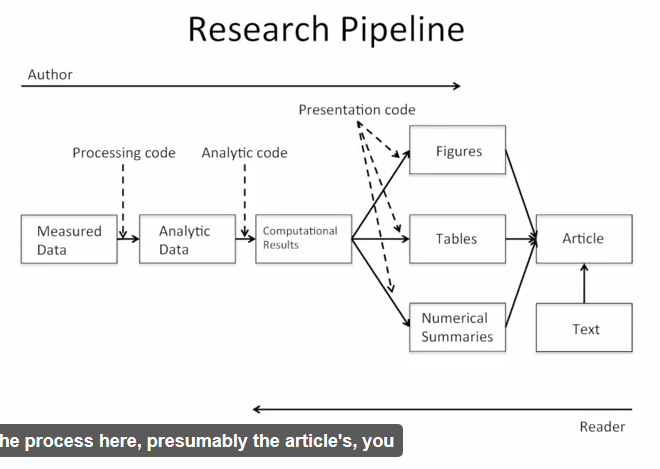 Research Pipeline
Author
Presentation code
Processing code
Analytic code
Figures
Measured
Data
Analytic
Data
Computational
Results
Tables
Article
Numerical
Summaries
Text
Reader
he process here, presumably the article's, you